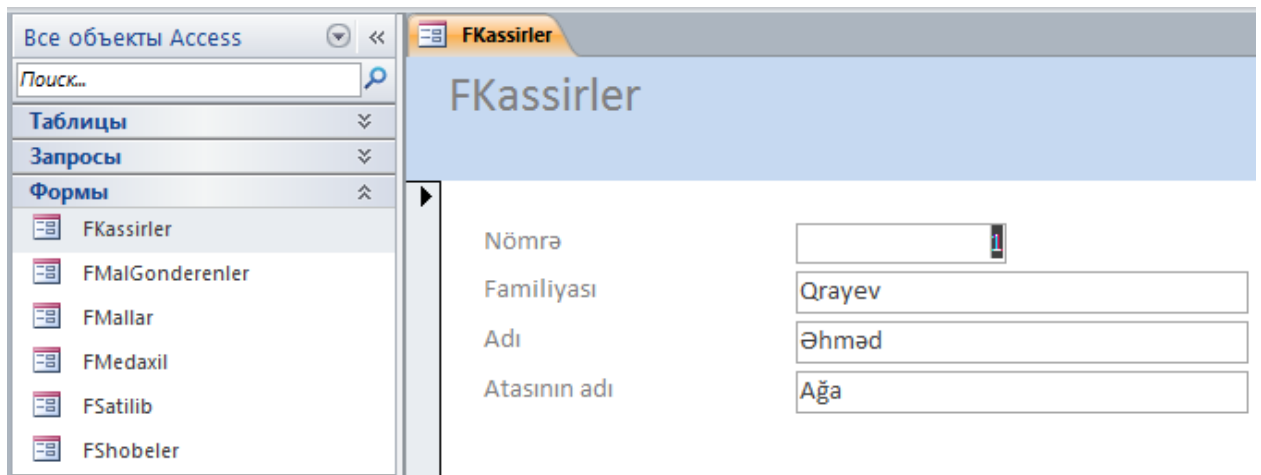 Все объекты Access
Поиск...
Таблицы
Запросы
Формы
FKassirler
FMalGonderenler
FMallar
FMedaxil
FSatilib
FShobeler
FKassirler
FKassirler
Nömrə 1
Familiyası Qrayev
Adı Əhməd
Atasının adı Ağa